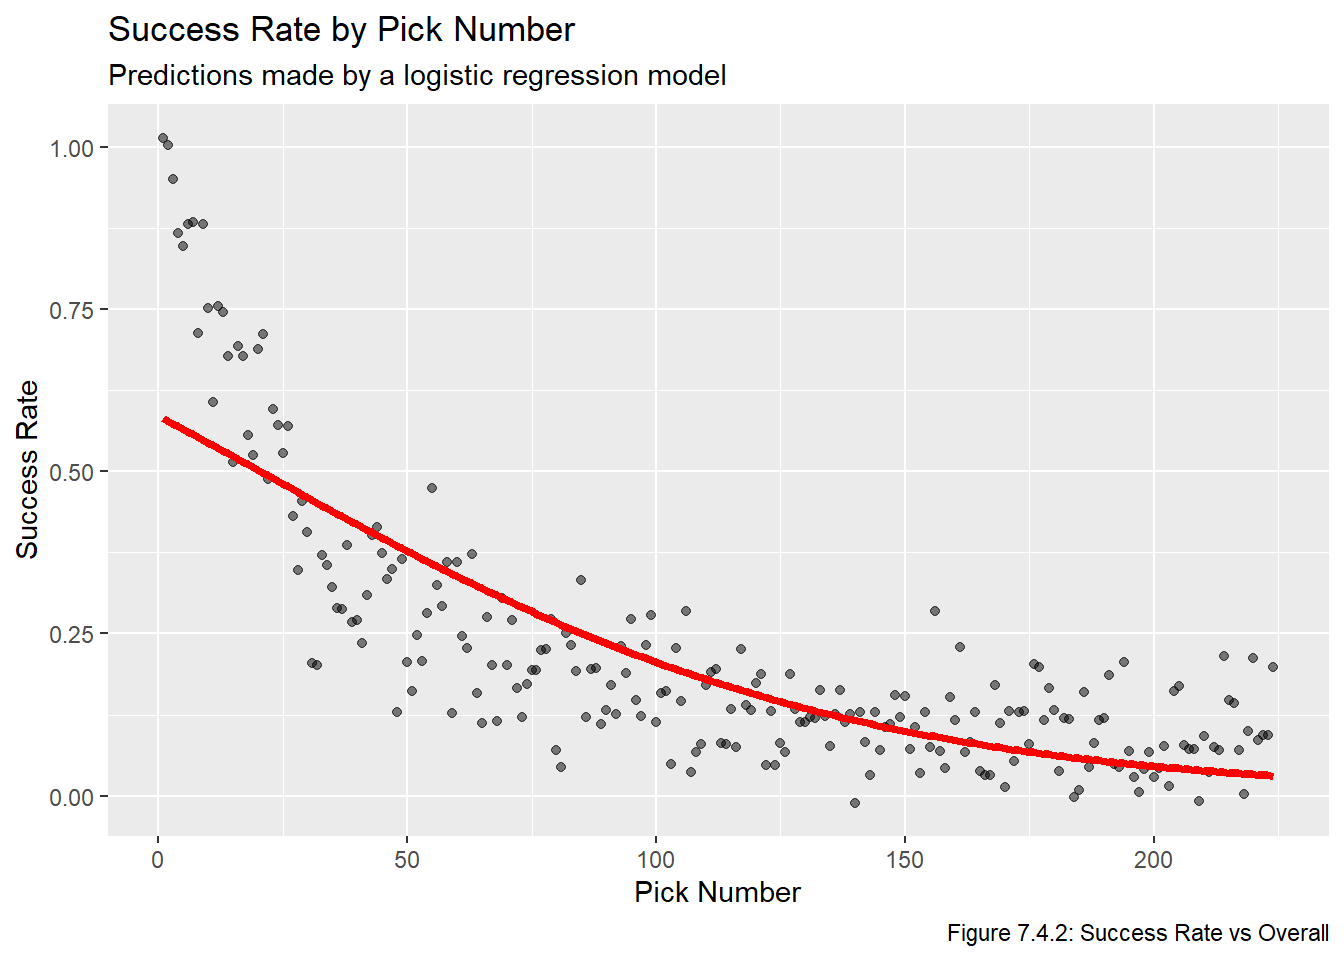 Success Rate by Pick Number
Predictions made by a logistic regression model
1.00
0.75
0.50
0.25
0.00
Success Rate
0 50 100 150 200
Pick Number
Figure 7.4.2: Success Rate vs Overall